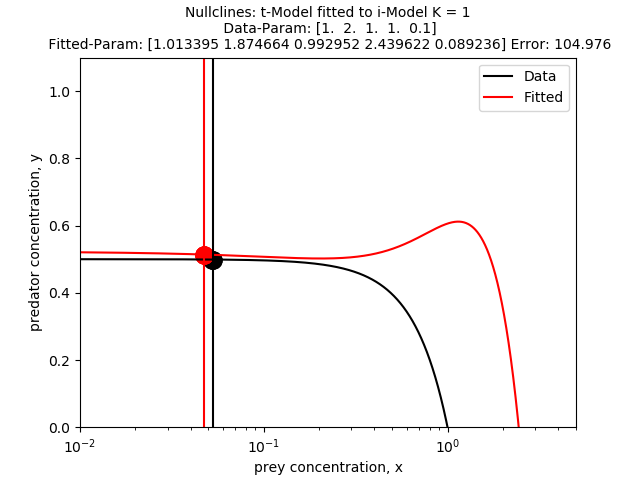 Nullclines: t-Model fitted to i-Model K = 1
Data-Param: [1. 2. 1. 1. 0.1]
Fitted-Param: [1.013395 1.874664 0.992952 2.439622 0.089236] Error: 104.976
Data
Fitted
1.0
0.8
0.6
0.4
0.2
0.0
predator concentration, y
10⁻² 10⁻¹ 10⁰
prey concentration, x